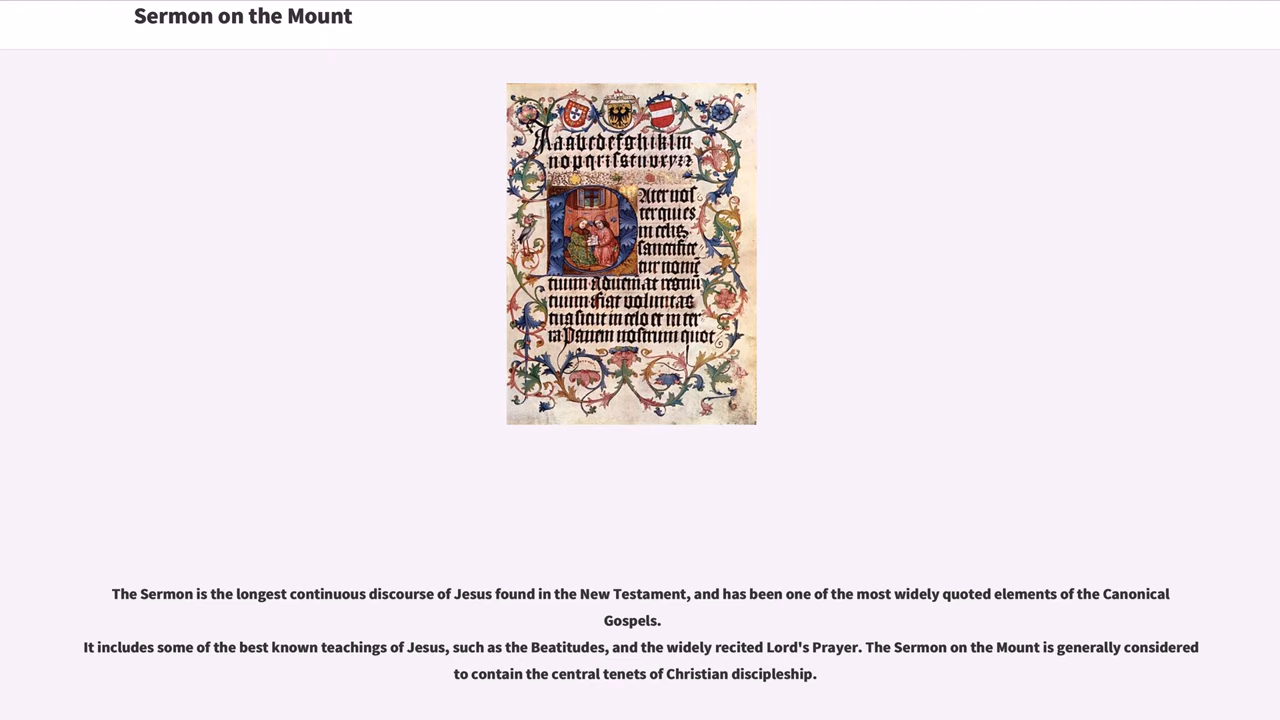 Sermon on the Mount
Aaabcdefghiklm
nopqrſstuvxyz
Ater noſ
ter qui es
in celis
sanctifice
tur nomē
tuum Adueniat regnū
tuum fiat voluntas
tua sicut in celo et in ter
ra Panem nostrum quot
The Sermon is the longest continuous discourse of Jesus found in the New Testament, and has been one of the most widely quoted elements of the Canonical
Gospels.
It includes some of the best known teachings of Jesus, such as the Beatitudes, and the widely recited Lord's Prayer. The Sermon on the Mount is generally considered
to contain the central tenets of Christian discipleship.